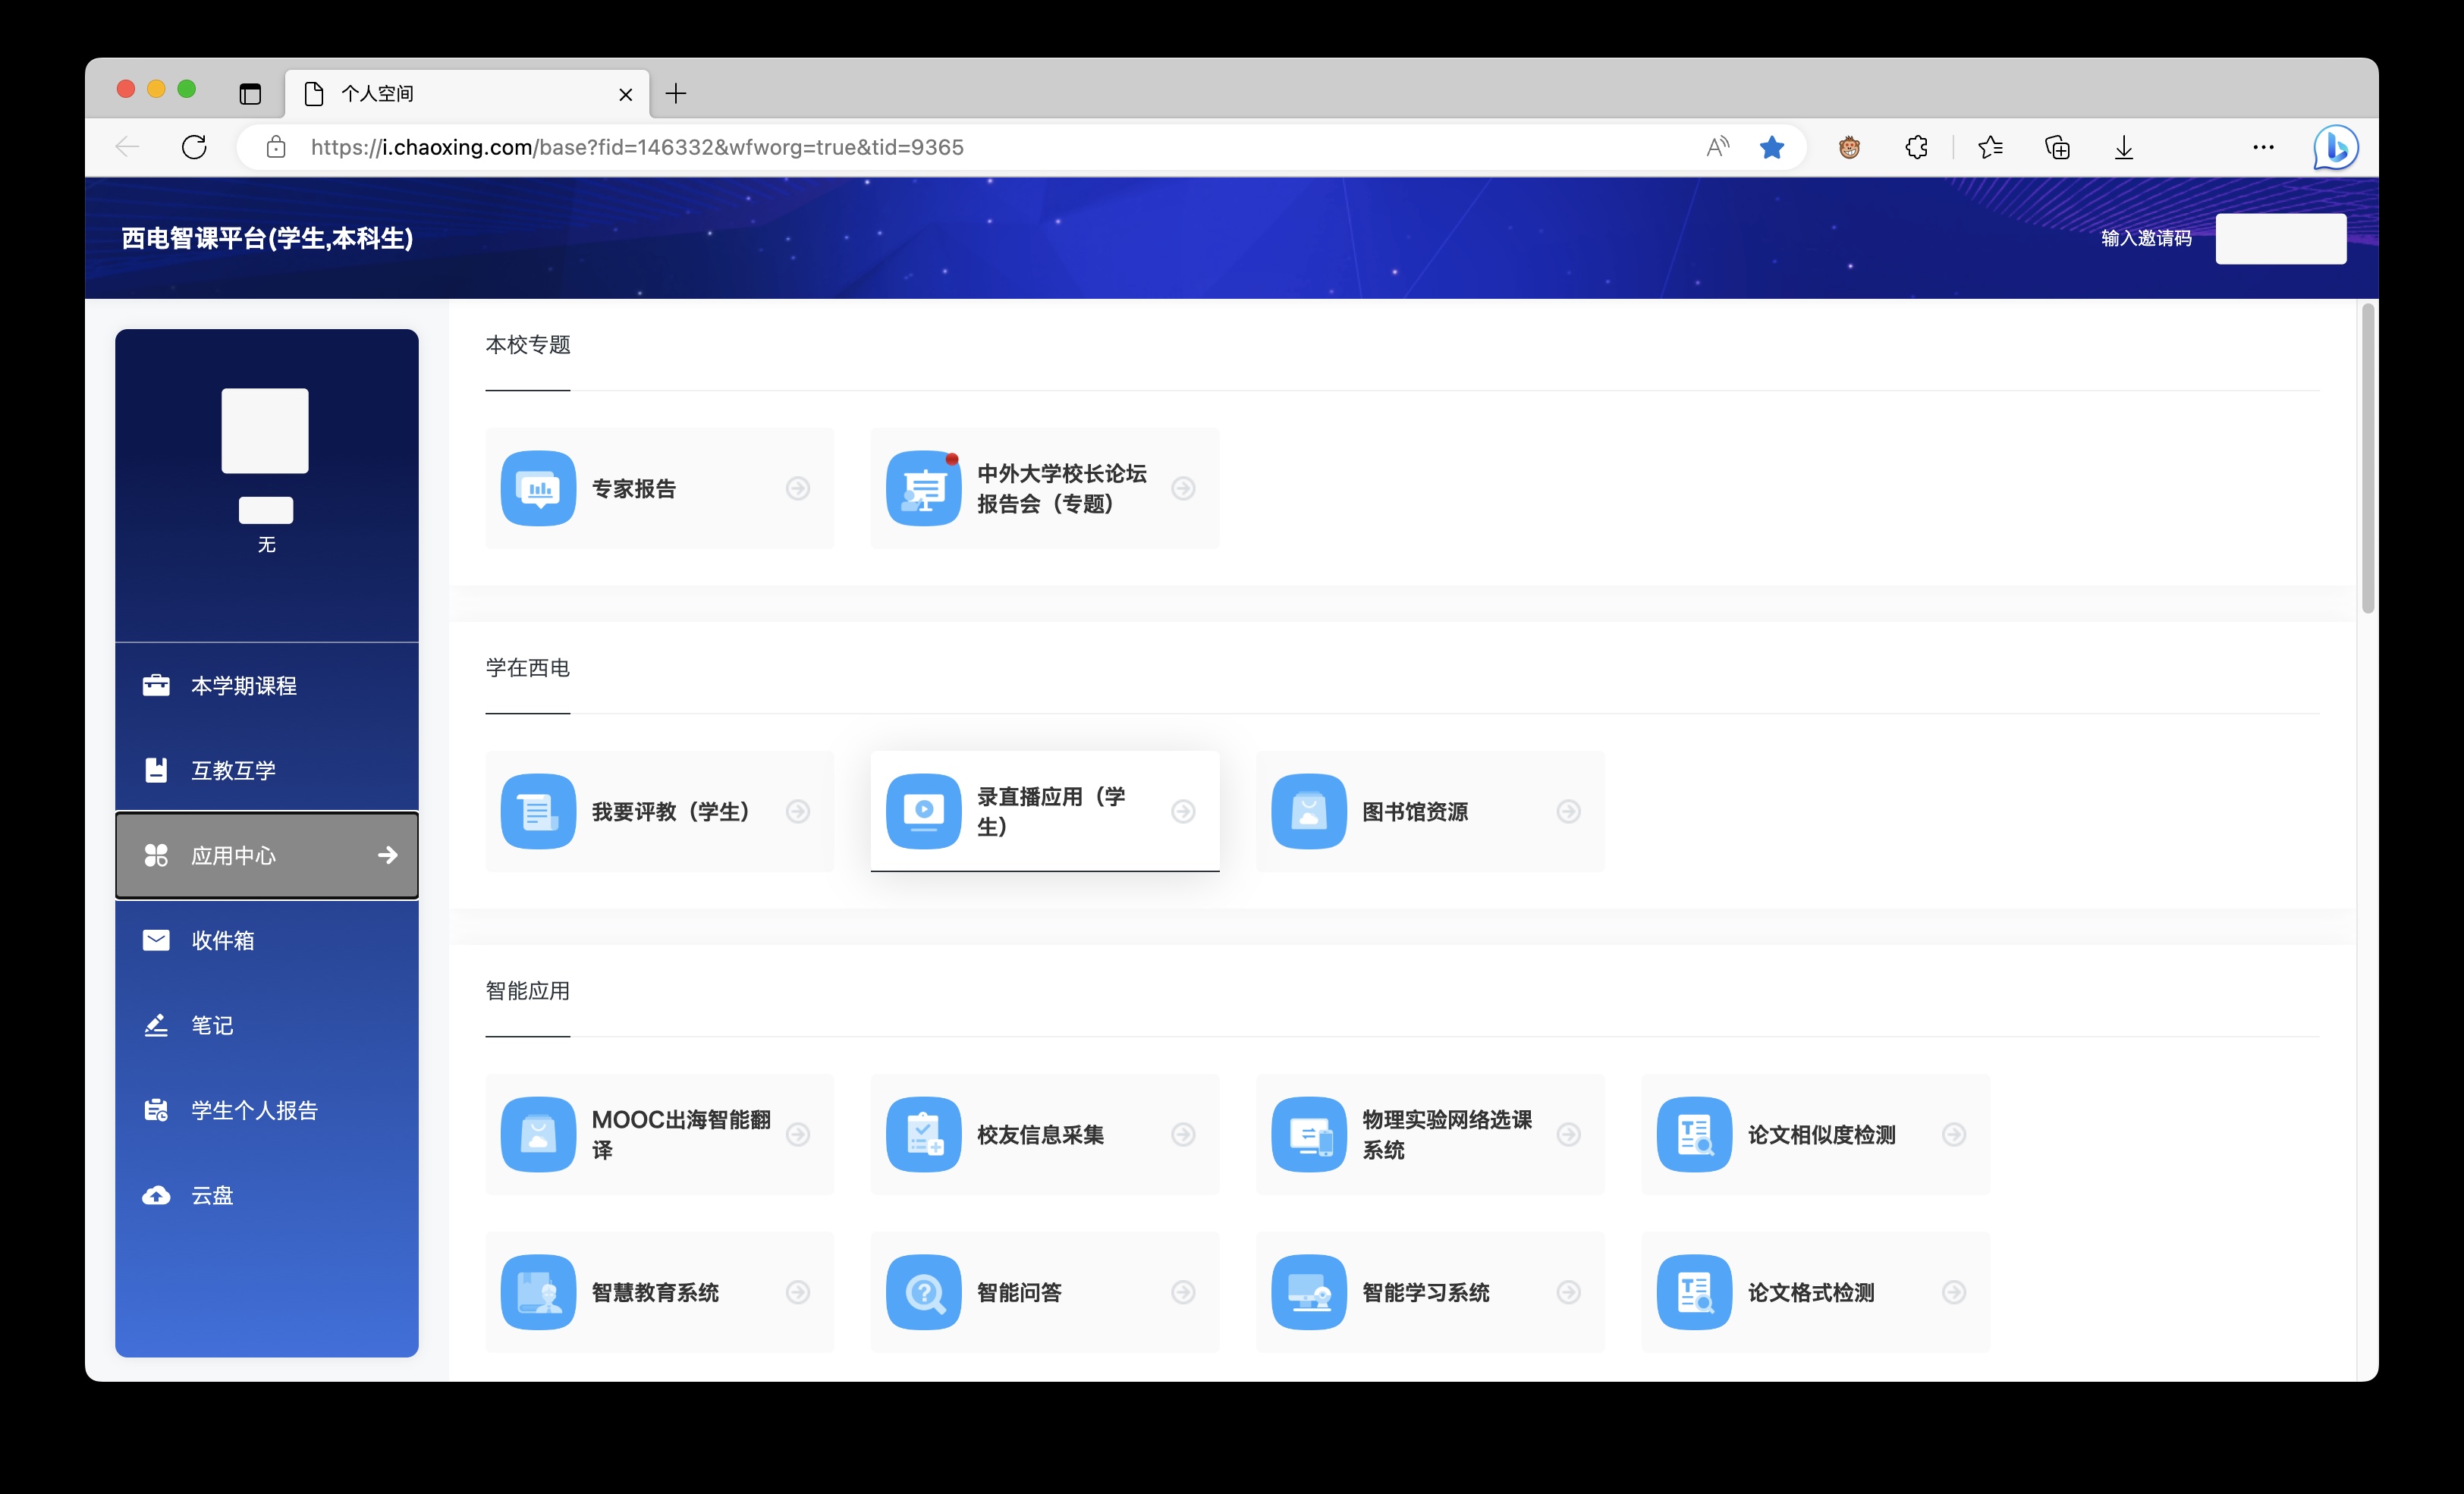 个人空间
https://i.chaoxing.com/base?fid=146332&wfworg=true&tid=9365
西电智课平台(学生,本科生)
输入邀请码
无
本学期课程
互教互学
应用中心
收件箱
笔记
学生个人报告
云盘
本校专题
专家报告
中外大学校长论坛
报告会（专题）
学在西电
我要评教（学生）
录直播应用（学
生）
图书馆资源
智能应用
MOOC出海智能翻
译
校友信息采集
物理实验网络选课
系统
论文相似度检测
智慧教育系统
智能问答
智能学习系统
论文格式检测